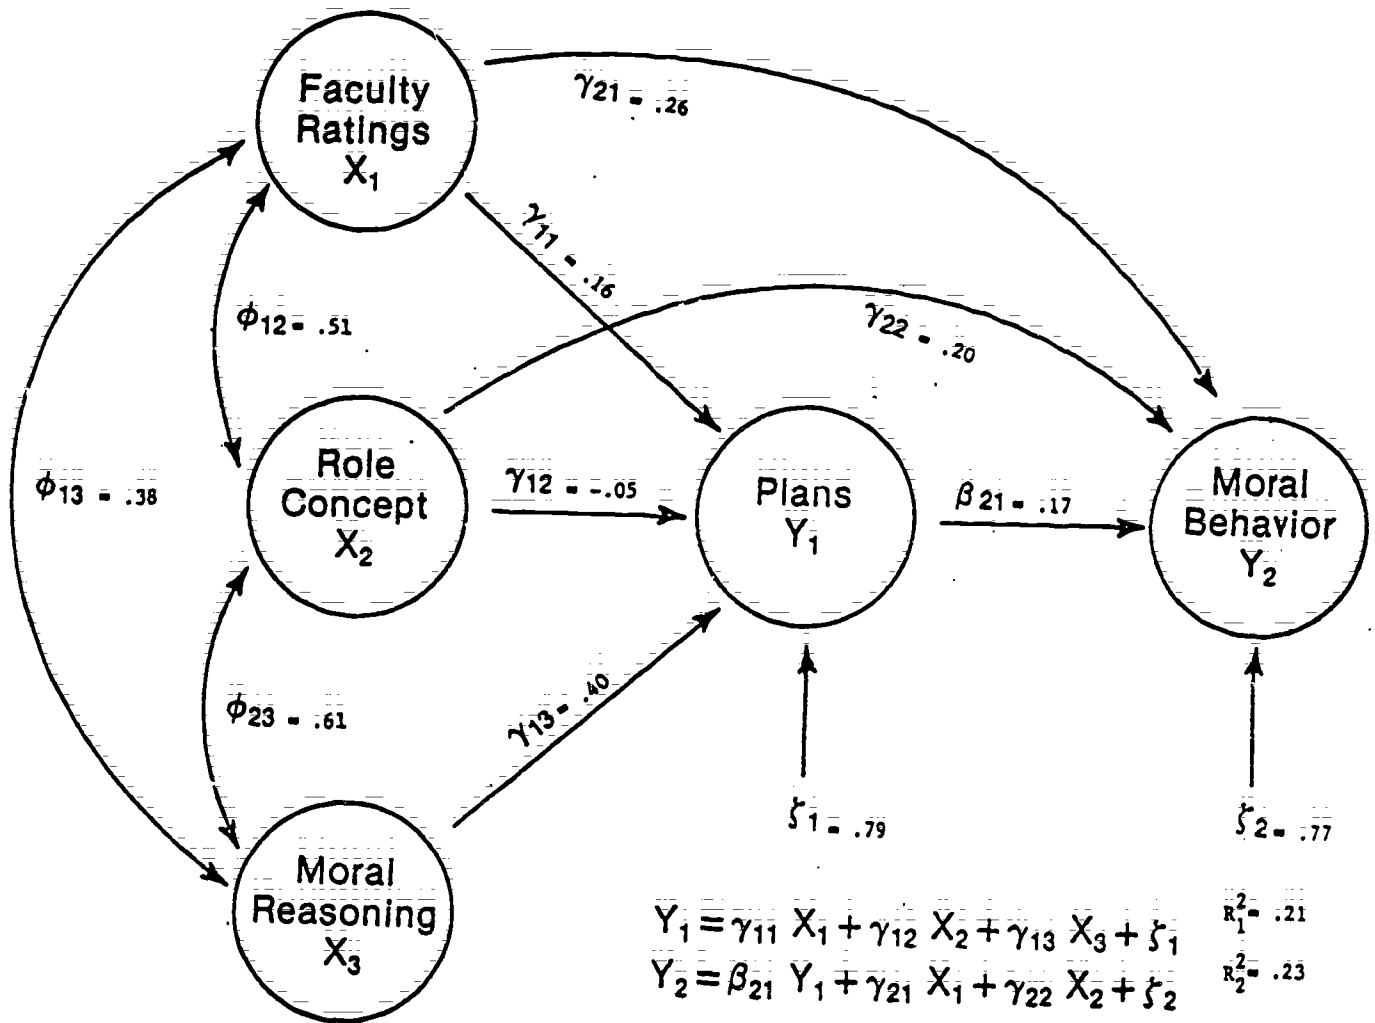 Faculty
Ratings
X₁
γ₂₁ = .26
γ₁₁ = .16
ϕ₁₂ = .51
γ₂₂ = .20
Role
Concept
X₂
ϕ₁₃ = .38
γ₁₂ = -.05
Plans
Y₁
β₂₁ = .17
Moral
Behavior
Y₂
ϕ₂₃ = .61
γ₁₃ = .40
ζ₁ = .79
ζ₂ = .77
Moral
Reasoning
X₃
Y₁ = γ₁₁ X₁ + γ₁₂ X₂ + γ₁₃ X₃ + ζ₁ R₁² = .21
Y₂ = β₂₁ Y₁ + γ₂₁ X₁ + γ₂₂ X₂ + ζ₂ R₂² = .23